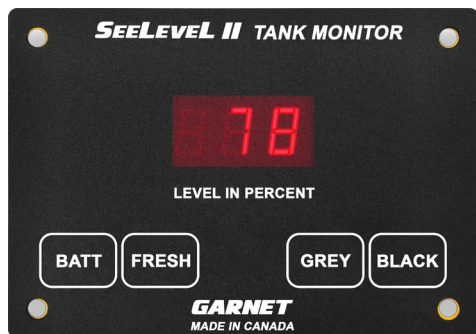 SEELEVEL II TANK MONITOR
78
LEVEL IN PERCENT
BATT FRESH GREY BLACK
GARNET
MADE IN CANADA